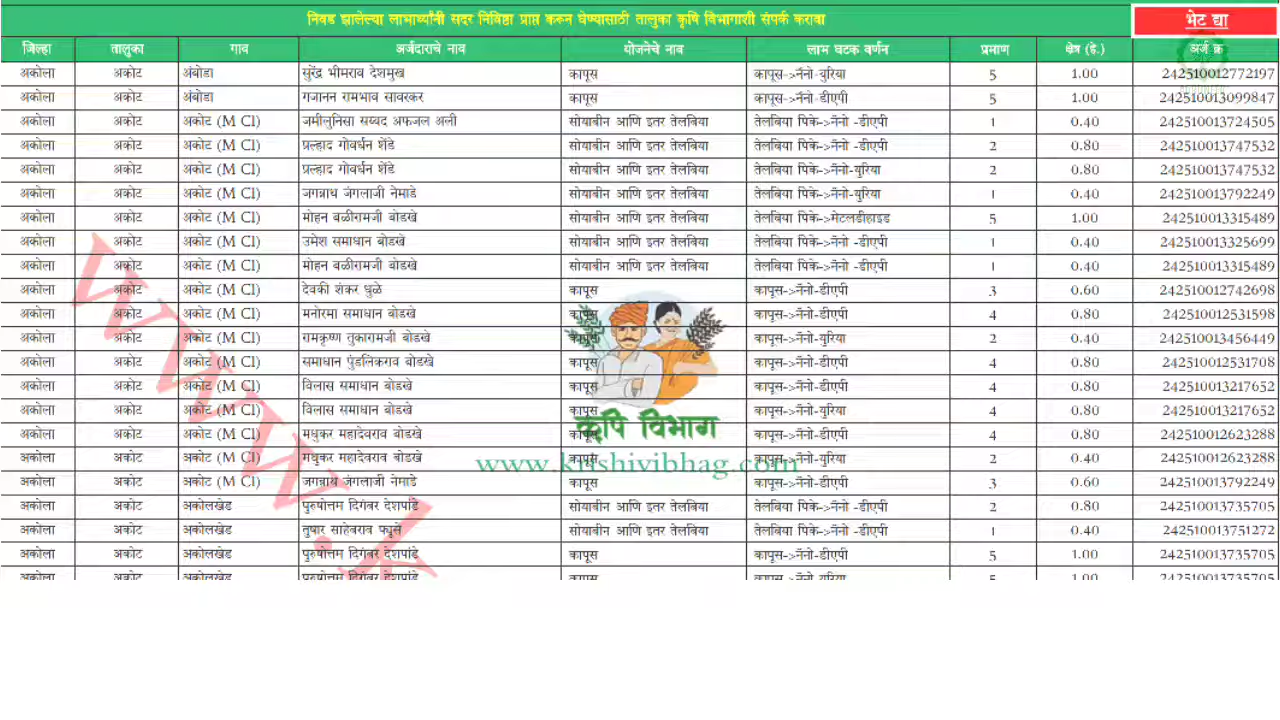 निवड झालेल्या लाभार्थ्यांनी सदर निविष्ठा प्राप्त करून घेण्यासाठी तालुका कृषि विभागाशी संपर्क करावा भेट द्या
जिल्हा तालुका गाव अर्जदाराचे नाव योजनेचे नाव लाभ घटक वर्णन प्रमाण क्षेत्र (हे.) अर्ज क्र
अकोला अकोट अंबोडा सुरेंद्र भीमराव देशमुख कापूस कापूस->नॅनो-युरिया 5 1.00 242510012772197
अकोला अकोट अंबोडा गजानन रामभाव सावरकर कापूस कापूस->नॅनो-डीएपी 5 1.00 242510013099847
अकोला अकोट अकोट (M Cl) जमीलुनिसा सय्यद अफजल अली सोयाबीन आणि इतर तेलबिया तेलबिया पिके->नॅनो -डीएपी 1 0.40 242510013724505
अकोला अकोट अकोट (M Cl) प्रल्हाद गोवर्धन शेंडे सोयाबीन आणि इतर तेलबिया तेलबिया पिके->नॅनो -डीएपी 2 0.80 242510013747532
अकोला अकोट अकोट (M Cl) प्रल्हाद गोवर्धन शेंडे सोयाबीन आणि इतर तेलबिया तेलबिया पिके->नॅनो-युरिया 2 0.80 242510013747532
अकोला अकोट अकोट (M Cl) जगन्नाथ जंगलाजी नेमाडे सोयाबीन आणि इतर तेलबिया तेलबिया पिके->नॅनो-युरिया 1 0.40 242510013792249
अकोला अकोट अकोट (M Cl) मोहन बळीरामजी बोडखे सोयाबीन आणि इतर तेलबिया तेलबिया पिके->मेटलडीहाइड 5 1.00 242510013315489
अकोला अकोट अकोट (M Cl) उमेश समाधान बोडखे सोयाबीन आणि इतर तेलबिया तेलबिया पिके->नॅनो -डीएपी 1 0.40 242510013325699
अकोला अकोट अकोट (M Cl) मोहन बळीरामजी बोडखे सोयाबीन आणि इतर तेलबिया तेलबिया पिके->नॅनो -डीएपी 1 0.40 242510013315489
अकोला अकोट अकोट (M Cl) देवकी शंकर धुळे कापूस कापूस->नॅनो-डीएपी 3 0.60 242510012742698
अकोला अकोट अकोट (M Cl) मनोरमा समाधान बोडखे कापूस कापूस->नॅनो-डीएपी 4 0.80 242510012531598
अकोला अकोट अकोट (M Cl) रामकृष्ण तुकारामजी बोडखे कापूस कापूस->नॅनो-युरिया 2 0.40 242510013456449
अकोला अकोट अकोट (M Cl) समाधान पुंडलिकराव बोडखे कापूस कापूस->नॅनो-डीएपी 4 0.80 242510012531708
अकोला अकोट अकोट (M Cl) विलास समाधान बोडखे कापूस कापूस->नॅनो-डीएपी 4 0.80 242510013217652
अकोला अकोट अकोट (M Cl) विलास समाधान बोडखे कापूस कापूस->नॅनो-युरिया 4 0.80 242510013217652
अकोला अकोट अकोट (M Cl) मधुकर महादेवराव बोडखे कापूस कापूस->नॅनो-डीएपी 4 0.80 242510012623288
कृषि विभाग
अकोला अकोट अकोट (M Cl) मधुकर महादेवराव बोडखे कापूस कापूस->नॅनो-युरिया 2 0.40 242510012623288
www.krishivibhag.com
अकोला अकोट अकोट (M Cl) जगन्नाथ जंगलाजी नेमाडे कापूस कापूस->नॅनो-डीएपी 3 0.60 242510013792249
अकोला अकोट अकोलखेड पुरुषोत्तम दिगंबर देशपांडे सोयाबीन आणि इतर तेलबिया तेलबिया पिके->नॅनो -डीएपी 2 0.80 242510013735705
अकोला अकोट अकोलखेड तुषार साहेबराव फुसे सोयाबीन आणि इतर तेलबिया तेलबिया पिके->नॅनो -डीएपी 1 0.40 242510013751272
अकोला अकोट अकोलखेड पुरुषोत्तम दिगंबर देशपांडे कापूस कापूस->नॅनो-डीएपी 5 1.00 242510013735705
अकोला अकोट अकोलखेड पुरुषोत्तम दिगंबर देशपांडे कापूस कापूस->नॅनो-युरिया 5 1.00 242510013735705
www.k